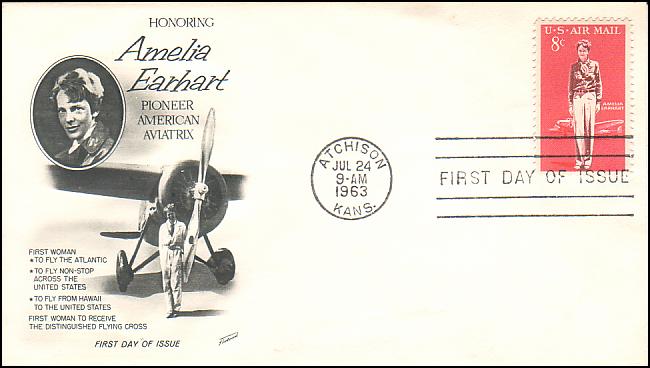 HONORING
Amelia
Earhart
PIONEER
AMERICAN
AVIATRIX
FIRST WOMAN
★TO FLY THE ATLANTIC
★TO FLY NON-STOP
ACROSS THE
UNITED STATES
★TO FLY FROM HAWAII
TO THE UNITED STATES
FIRST WOMAN TO RECEIVE
THE DISTINGUISHED FLYING CROSS
FIRST DAY OF ISSUE
Fleetwood
ATCHISON
JUL 24
9-AM
1963
KANS.
U·S·AIR MAIL
8¢
AMELIA
EARHART
FIRST DAY OF ISSUE